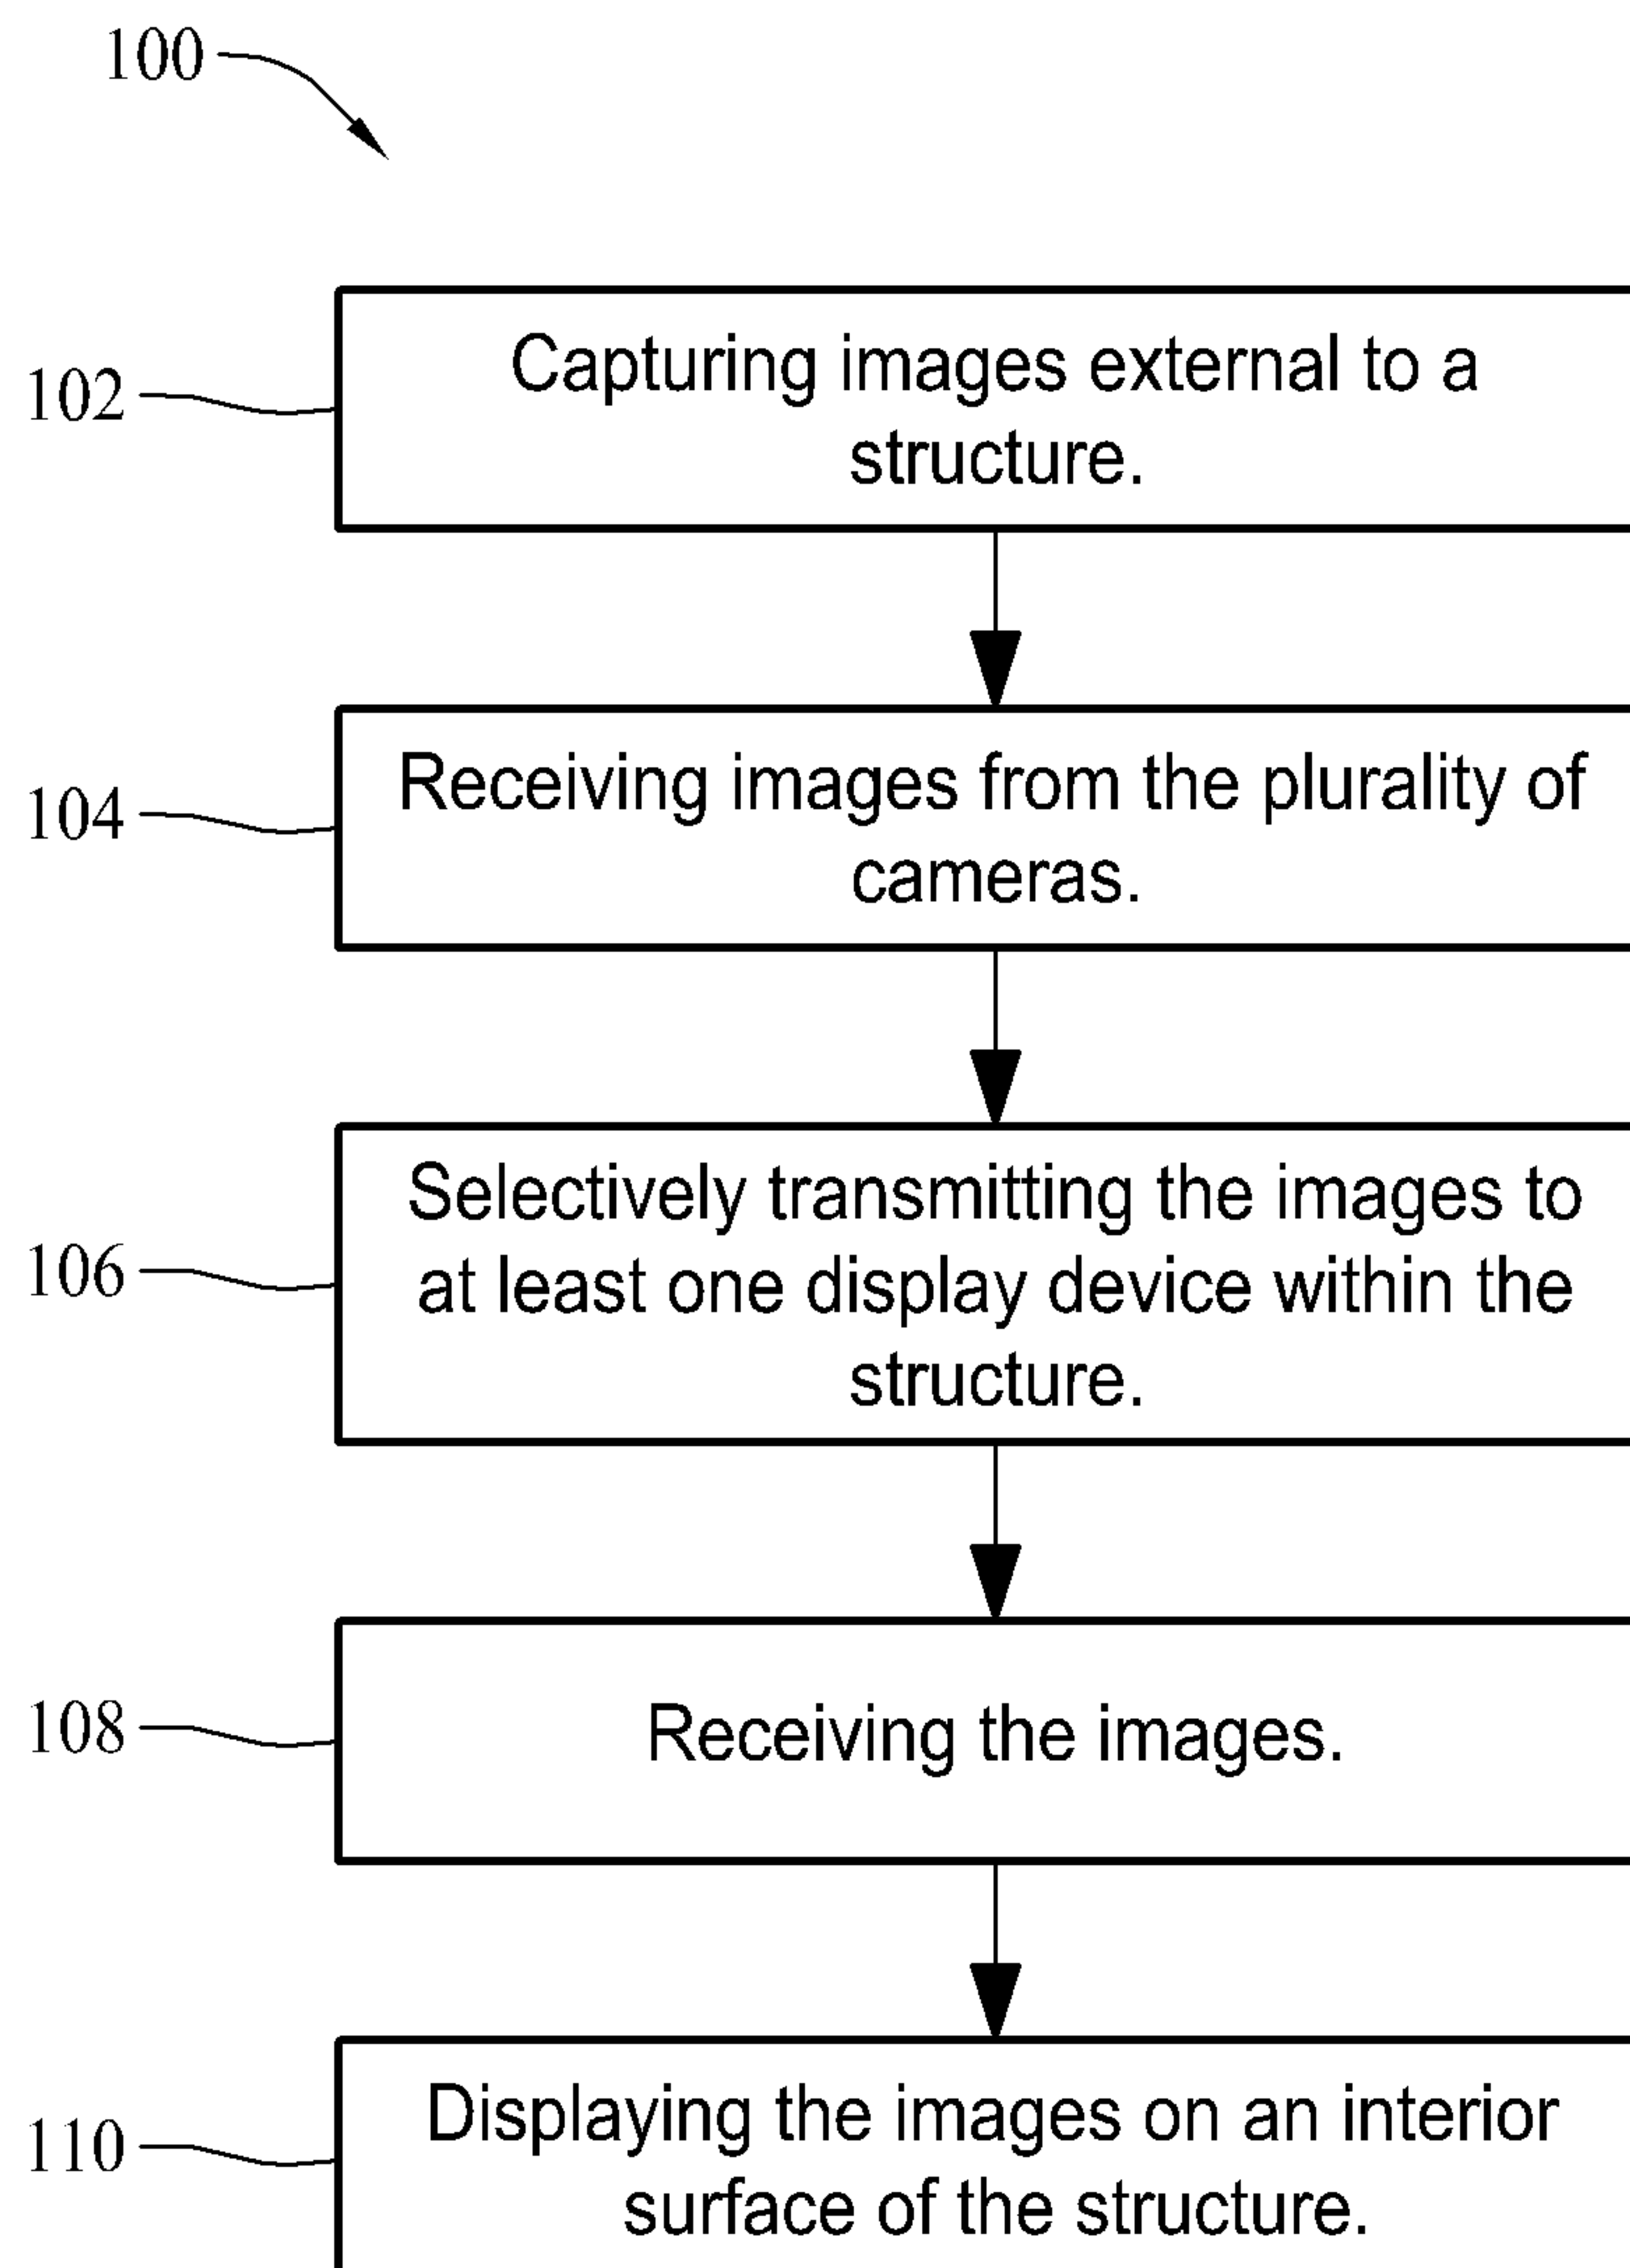 100
102
Capturing images external to a
structure.
104
Receiving images from the plurality of
cameras.
106
Selectively transmitting the images to
at least one display device within the
structure.
108
Receiving the images.
110
Displaying the images on an interior
surface of the structure.